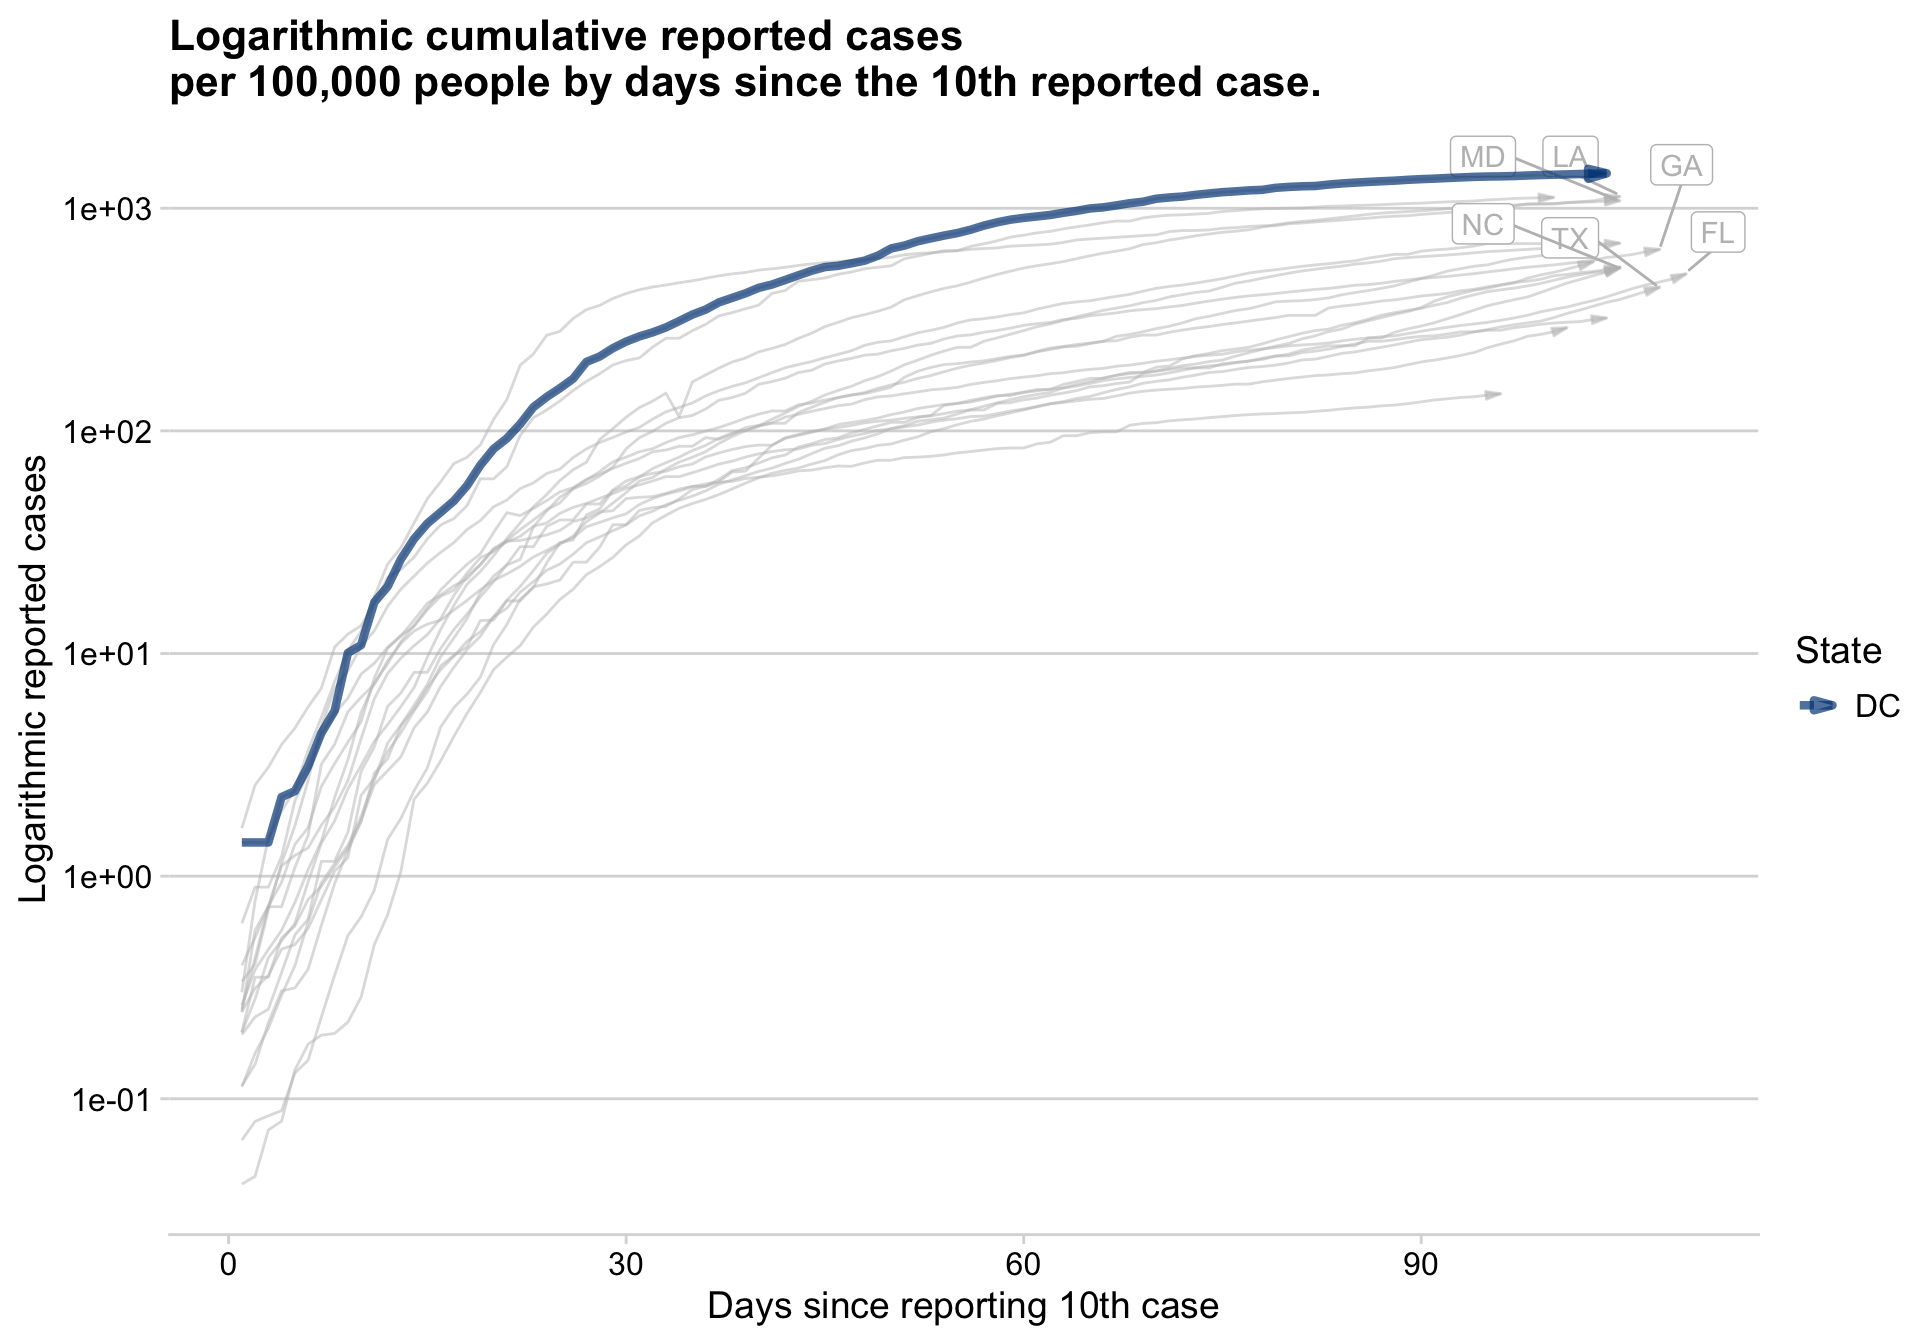 Logarithmic cumulative reported cases
per 100,000 people by days since the 10th reported case.
MD
LA
GA
NC
TX
FL
1e+03
1e+02
1e+01
1e+00
1e-01
Logarithmic reported cases
State
DC
0
30
60
90
Days since reporting 10th case